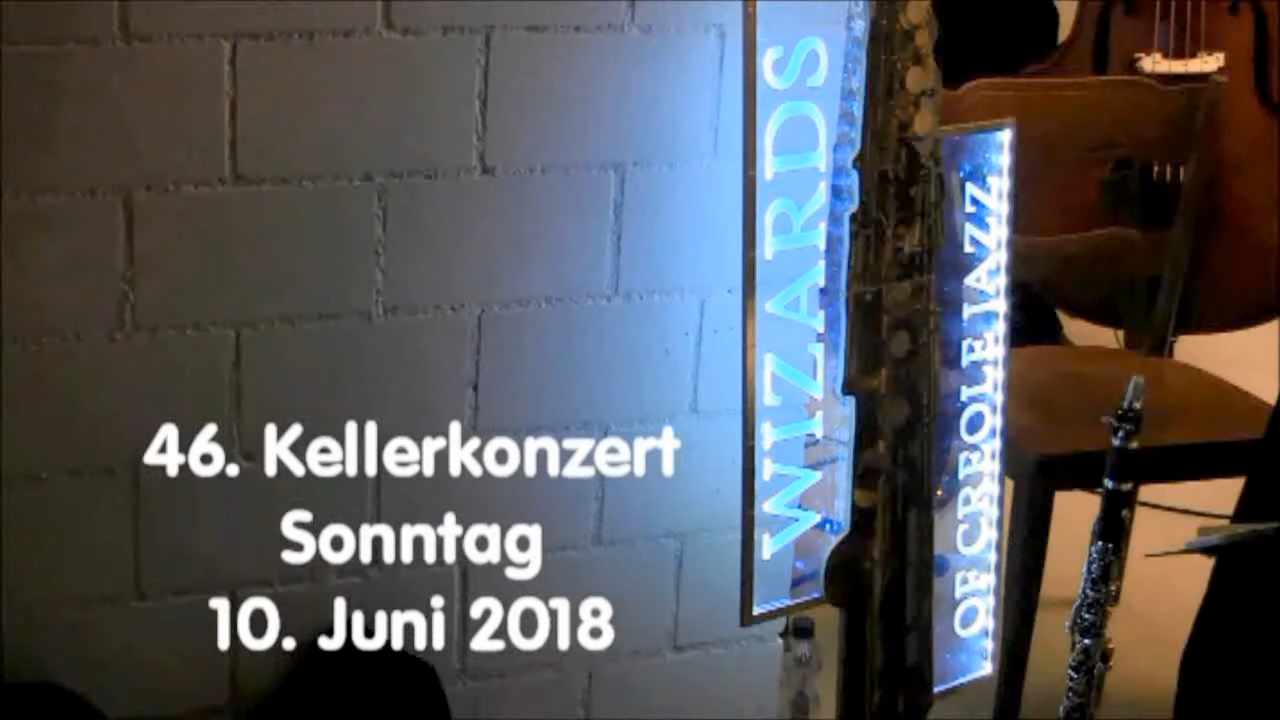 WIZARDS
OF CREOLE JAZZ
46. Kellerkonzert
Sonntag
10. Juni 2018